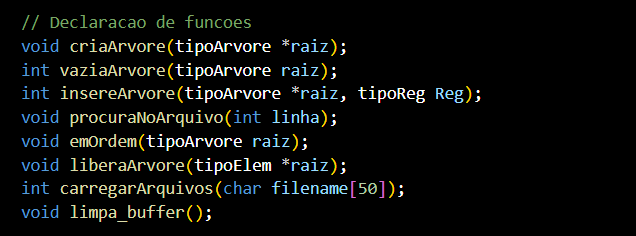 // Declaracao de funcoes
void criaArvore(tipoArvore *raiz);
int vaziaArvore(tipoArvore raiz);
int insereArvore(tipoArvore *raiz, tipoReg Reg);
void procuraNoArquivo(int linha);
void emOrdem(tipoArvore raiz);
void liberaArvore(tipoElem *raiz);
int carregarArquivos(char filename[50]);
void limpa_buffer();